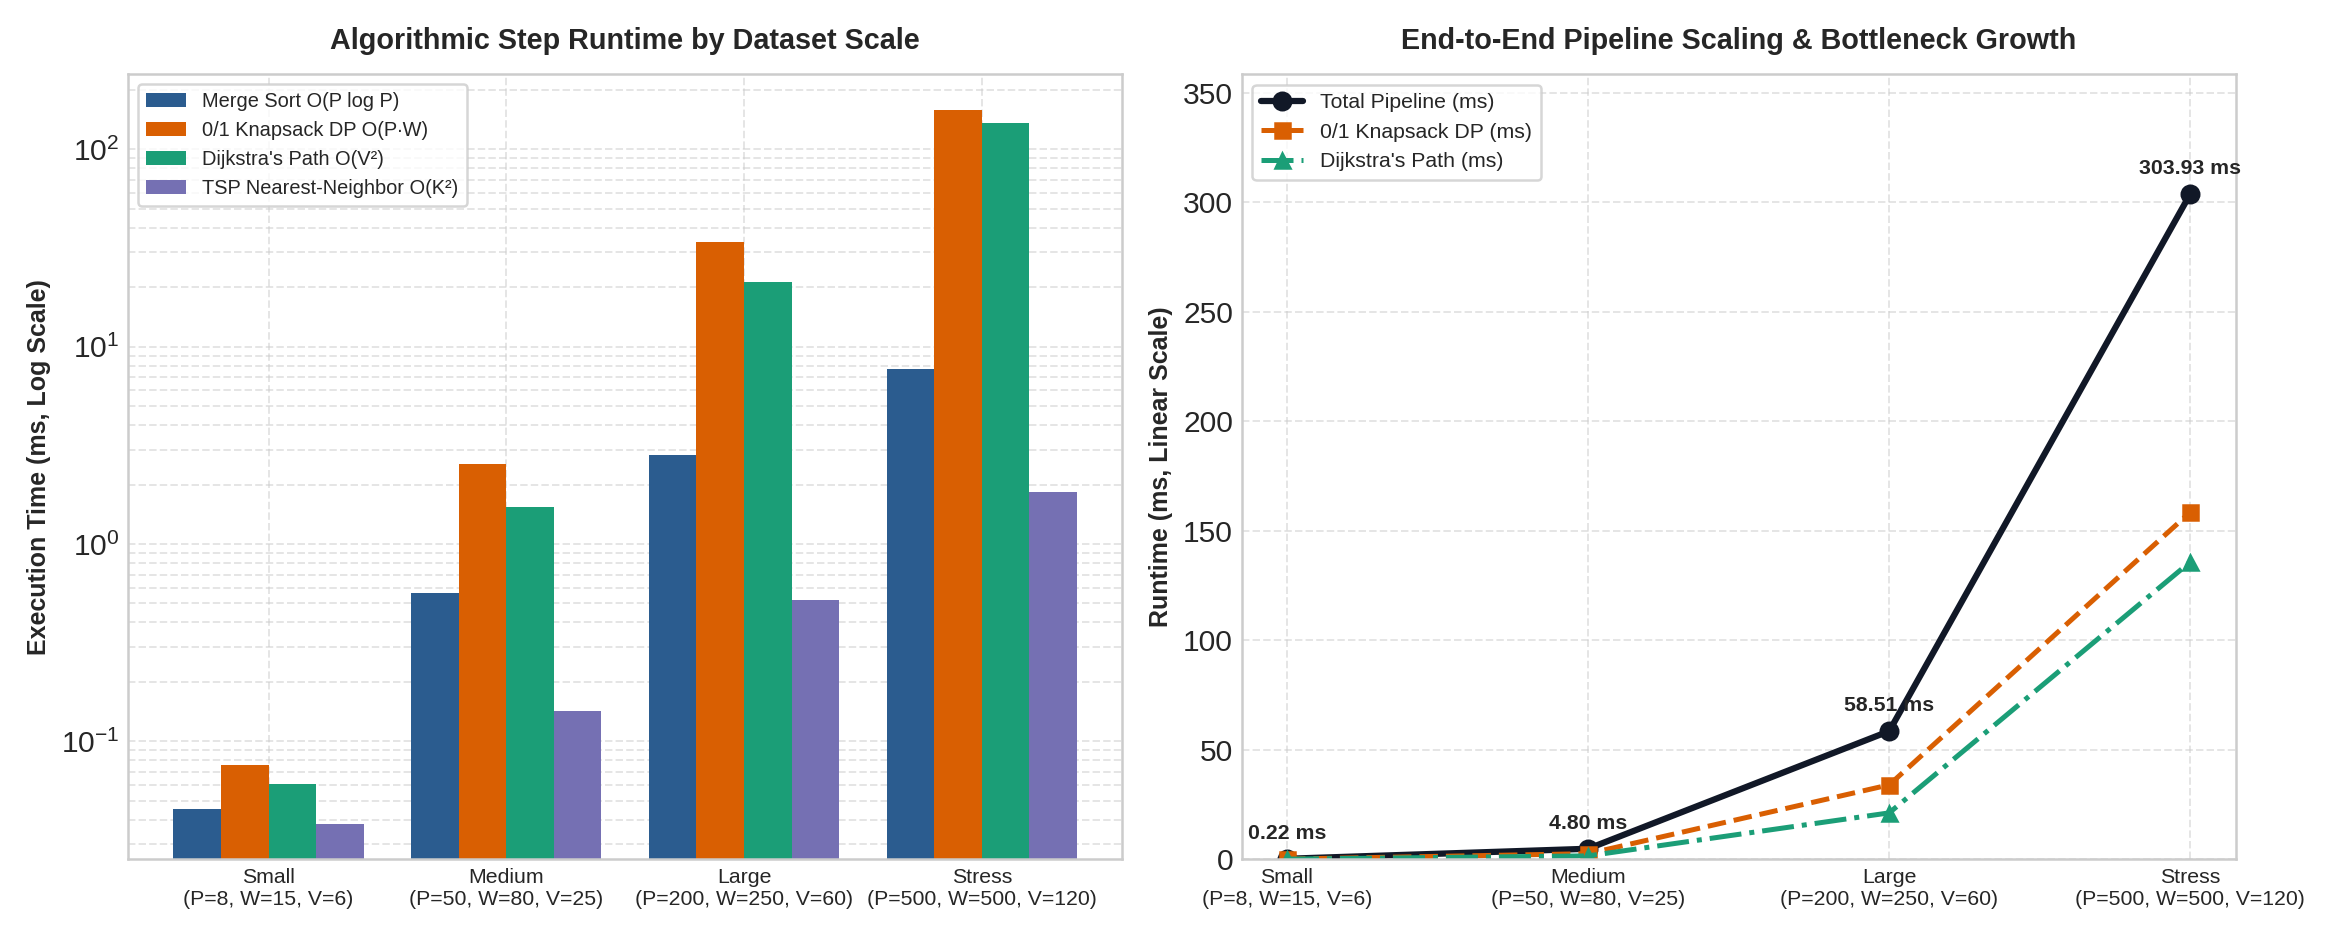 Algorithmic Step Runtime by Dataset Scale
Merge Sort O(P log P)
0/1 Knapsack DP O(P·W)
Dijkstra's Path O(V²)
TSP Nearest-Neighbor O(K²)
Execution Time (ms, Log Scale)
10²
10¹
10⁰
10⁻¹
Small
(P=8, W=15, V=6)
Medium
(P=50, W=80, V=25)
Large
(P=200, W=250, V=60)
Stress
(P=500, W=500, V=120)
End-to-End Pipeline Scaling & Bottleneck Growth
Total Pipeline (ms)
0/1 Knapsack DP (ms)
Dijkstra's Path (ms)
Runtime (ms, Linear Scale)
350
300
250
200
150
100
50
0
0.22 ms
4.80 ms
58.51 ms
303.93 ms
Small
(P=8, W=15, V=6)
Medium
(P=50, W=80, V=25)
Large
(P=200, W=250, V=60)
Stress
(P=500, W=500, V=120)